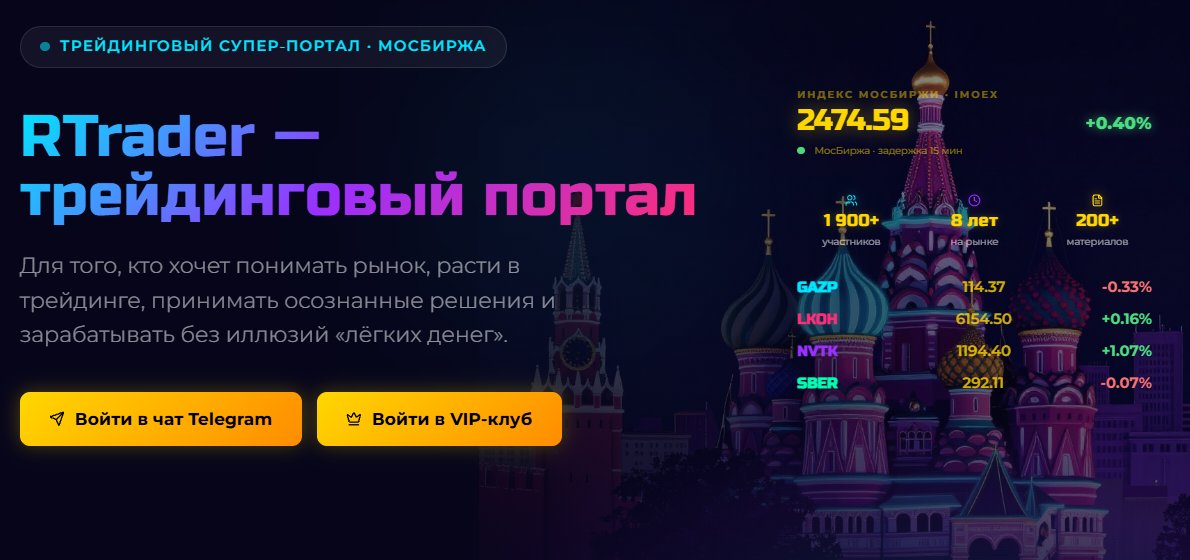 ТРЕЙДИНГОВЫЙ СУПЕР-ПОРТАЛ · МОСБИРЖА
RTrader —
трейдинговый портал
Для того, кто хочет понимать рынок, расти в
трейдинге, принимать осознанные решения и
зарабатывать без иллюзий «лёгких денег».
Войти в чат Telegram
Войти в VIP-клуб
ИНДЕКС МОСБИРЖИ · IMOEX
2474.59
+0.40%
МосБиржа · задержка 15 мин
1 900+ 8 лет 200+
участников на рынке материалов
GAZP 114.37 -0.33%
LKOH 6154.50 +0.16%
NVTK 1194.40 +1.07%
SBER 292.11 -0.07%